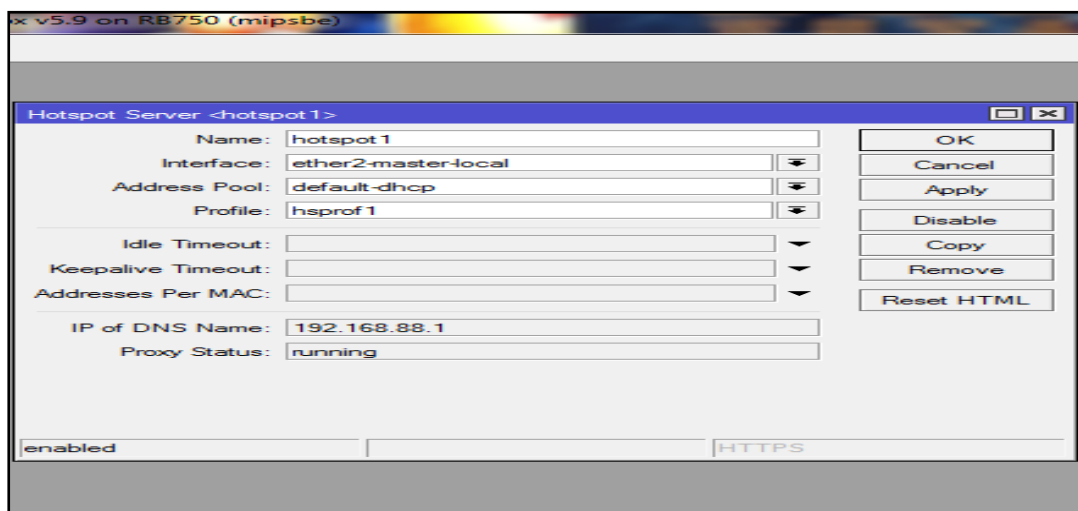 x v5.9 on RB750 (mipsbe)
Hotspot Server <hotspot1>
Name: hotspot1
Interface: ether2-master-local
Address Pool: default-dhcp
Profile: hsprof1
Idle Timeout:
Keepalive Timeout:
Addresses Per MAC:
IP of DNS Name: 192.168.88.1
Proxy Status: running
OK
Cancel
Apply
Disable
Copy
Remove
Reset HTML
enabled
HTTPS